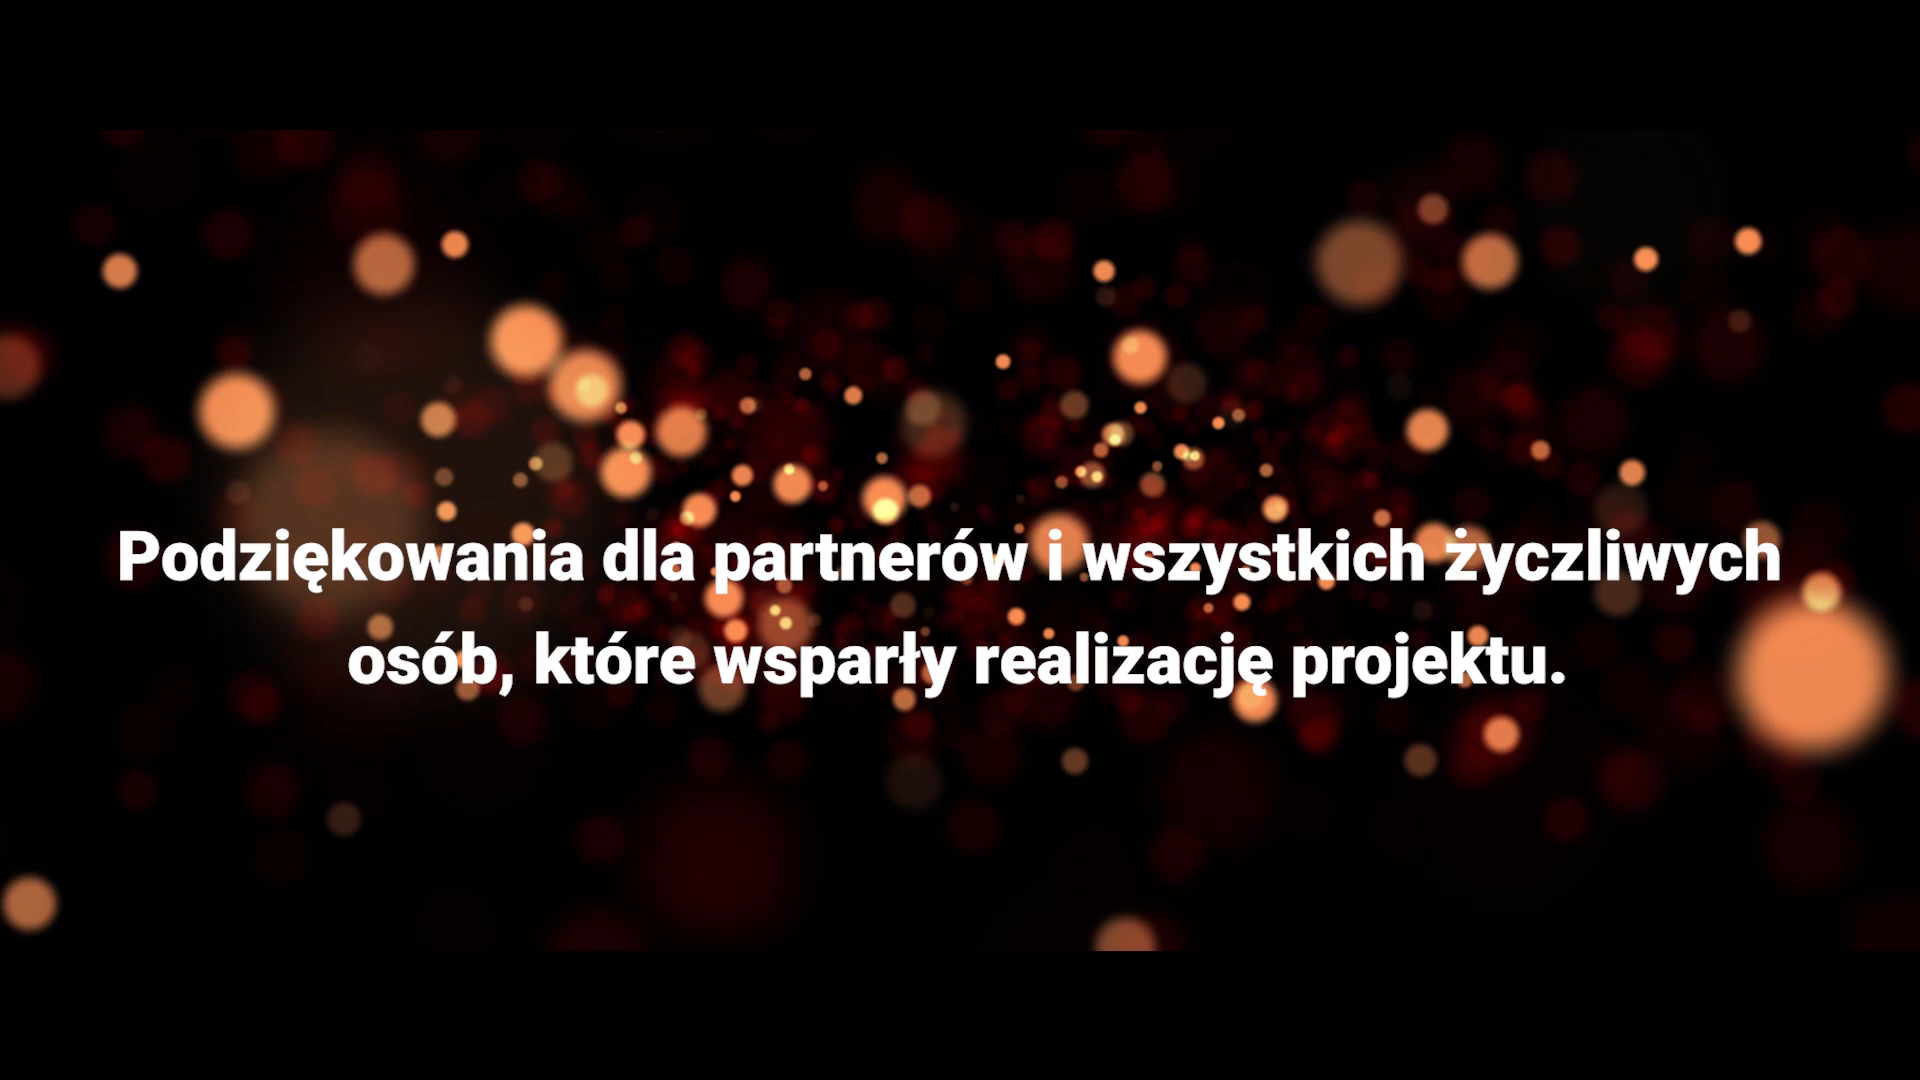 Podziękowania dla partnerów i wszystkich życzliwych
osób, które wsparły realizację projektu.